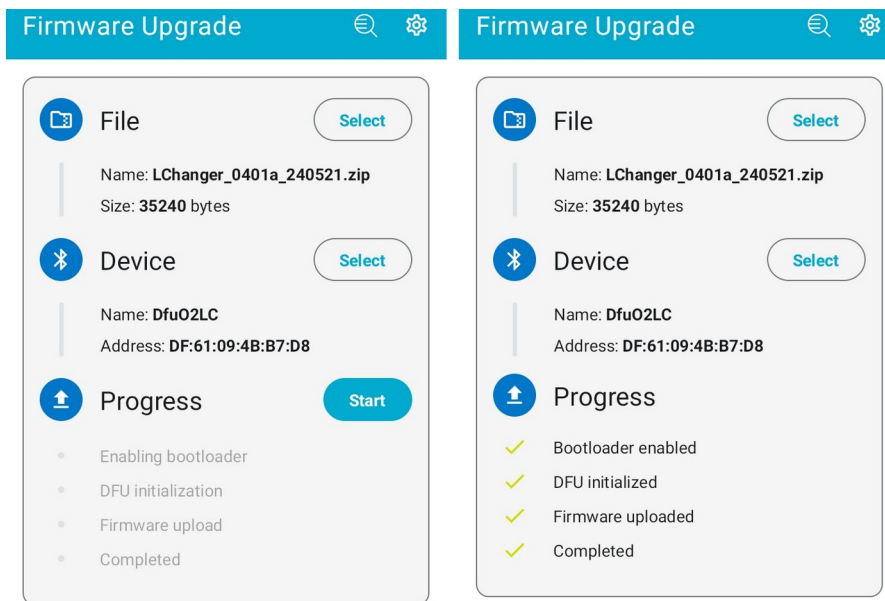 Firmware Upgrade
File
Select
Name: LChanger_0401a_240521.zip
Size: 35240 bytes
Device
Select
Name: DfuO2LC
Address: DF:61:09:4B:B7:D8
Progress
Start
Enabling bootloader
DFU initialization
Firmware upload
Completed
Firmware Upgrade
File
Select
Name: LChanger_0401a_240521.zip
Size: 35240 bytes
Device
Select
Name: DfuO2LC
Address: DF:61:09:4B:B7:D8
Progress
Bootloader enabled
DFU initialized
Firmware uploaded
Completed